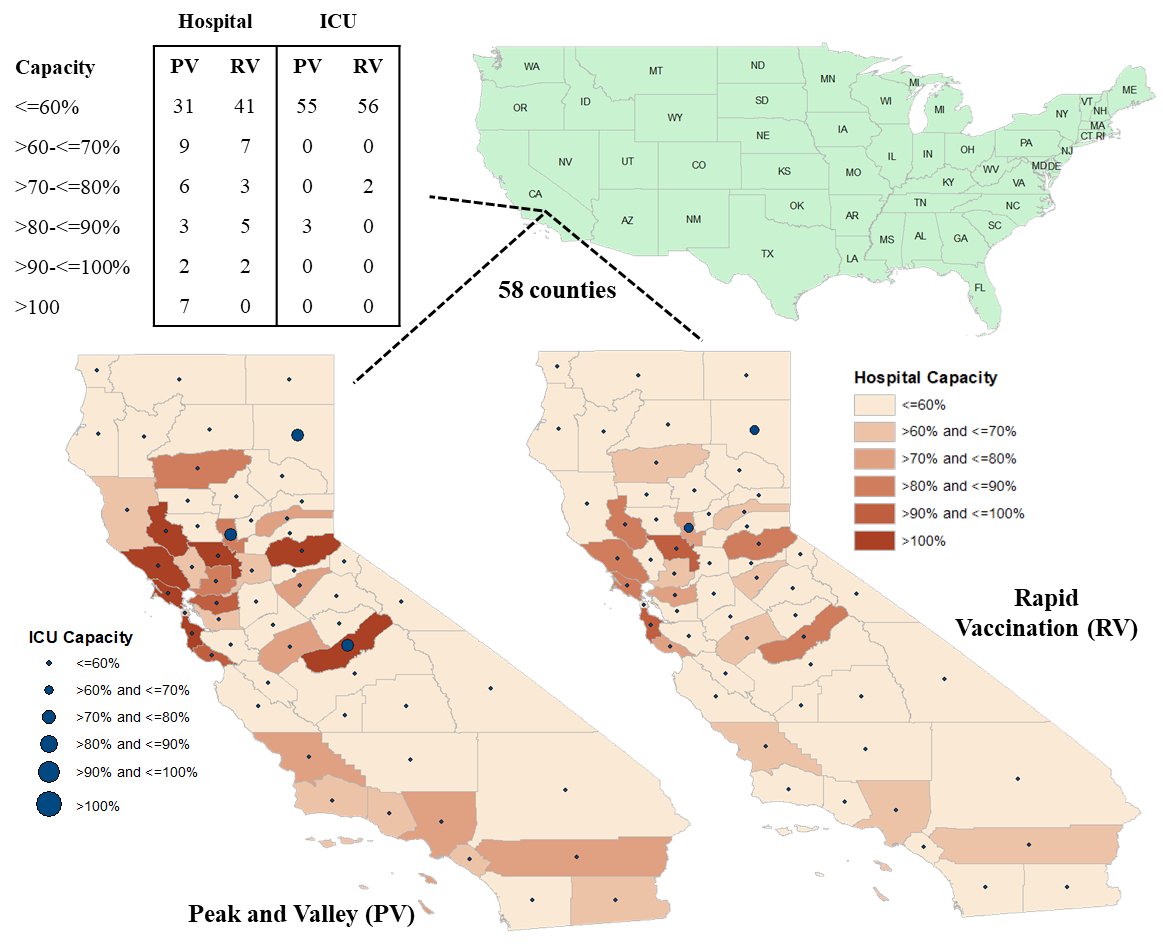 Hospital ICU
Capacity PV RV PV RV
<=60% 31 41 55 56
>60-<=70% 9 7 0 0
>70-<=80% 6 3 0 2
>80-<=90% 3 5 3 0
>90-<=100% 2 2 0 0
>100 7 0 0 0
WA
MT
ND
MN
MI
ME
OR
ID
SD
WI
MI
NY
VT
NH
WY
MA
CT RI
NE
IA
NV
UT
CO
IL
IN
OH
PA
NJ
KS
MO
WV
MD
DE
KY
VA
CA
OK
TN
NC
AZ
NM
AR
SC
MS
AL
GA
TX
LA
FL
58 counties
Hospital Capacity
<=60%
>60% and <=70%
>70% and <=80%
>80% and <=90%
>90% and <=100%
>100%
Rapid
Vaccination (RV)
ICU Capacity
<=60%
>60% and <=70%
>70% and <=80%
>80% and <=90%
>90% and <=100%
>100%
Peak and Valley (PV)